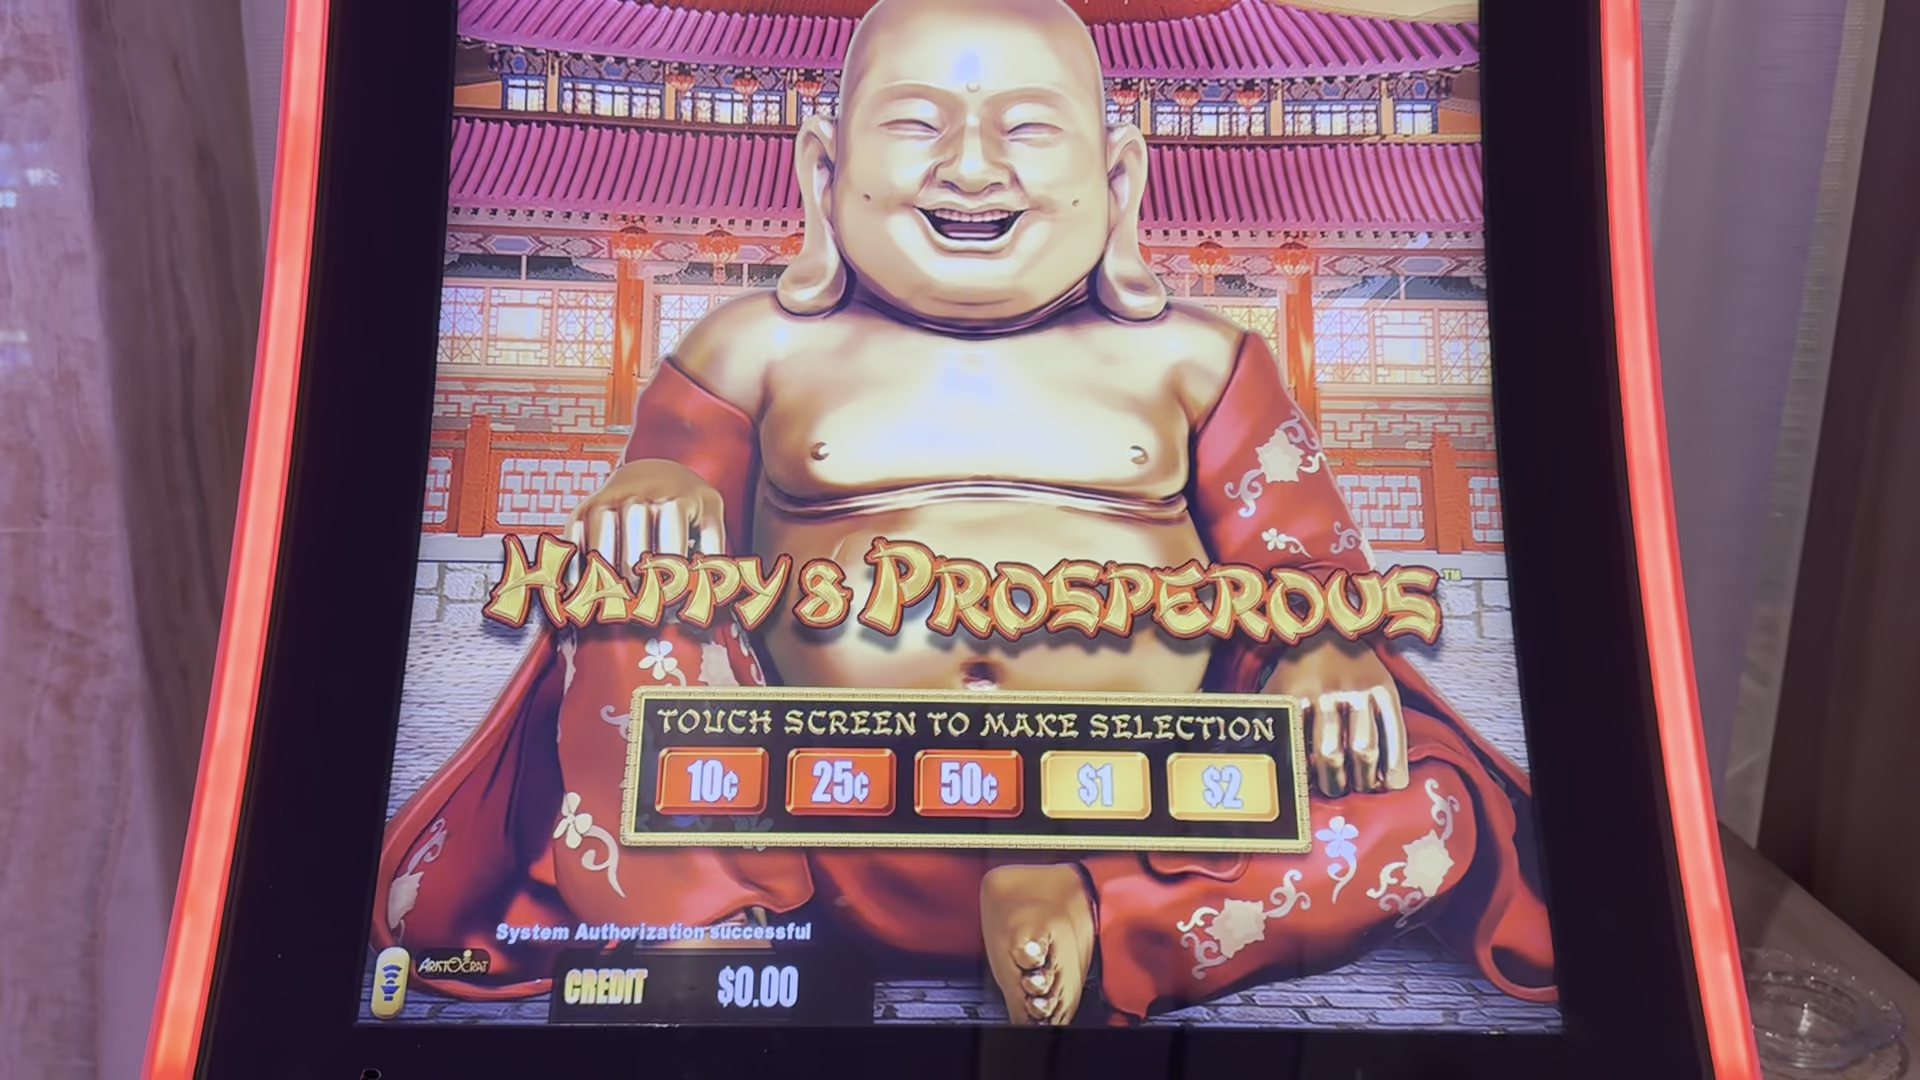 HAPPY & PROSPEROUS™
TOUCH SCREEN TO MAKE SELECTION
10¢ 25¢ 50¢ $1 $2
System Authorization successful
ARISTOCRAT
CREDIT $0.00